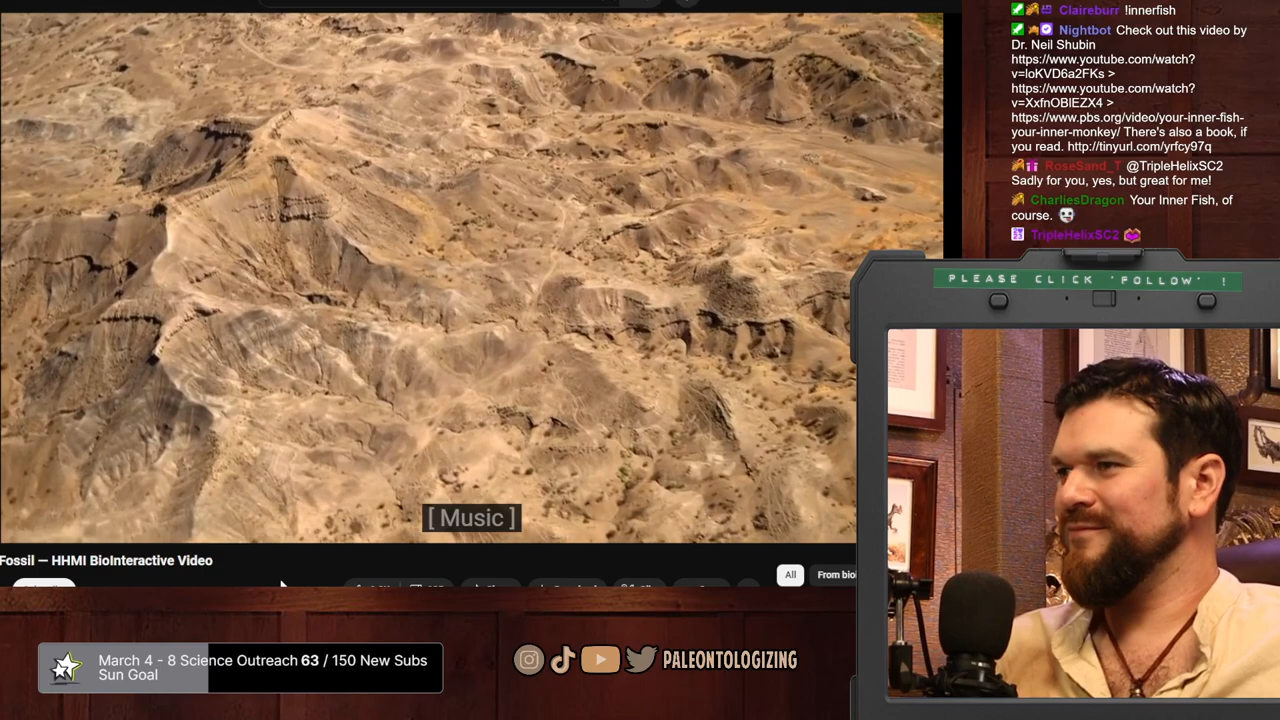 Claireburr !innerfish
Nightbot Check out this video by
Dr. Neil Shubin
https://www.youtube.com/watch?
v=loKVD6a2FKs >
https://www.youtube.com/watch?
v=XxfnOBlEZX4 >
https://www.pbs.org/video/your-inner-fish-
your-inner-monkey/ There's also a book, if
you read. http://tinyurl.com/yrfcy97q
RoseSand_T @TripleHelixSC2
Sadly for you, yes, but great for me!
CharliesDragon Your Inner Fish, of
course.
TripleHelixSC2
PLEASE CLICK 'FOLLOW' !
[ Music ]
Fossil — HHMI BioInteractive Video
All
From bio
March 4 - 8 Science Outreach 63 / 150 New Subs
Sun Goal
PALEONTOLOGIZING